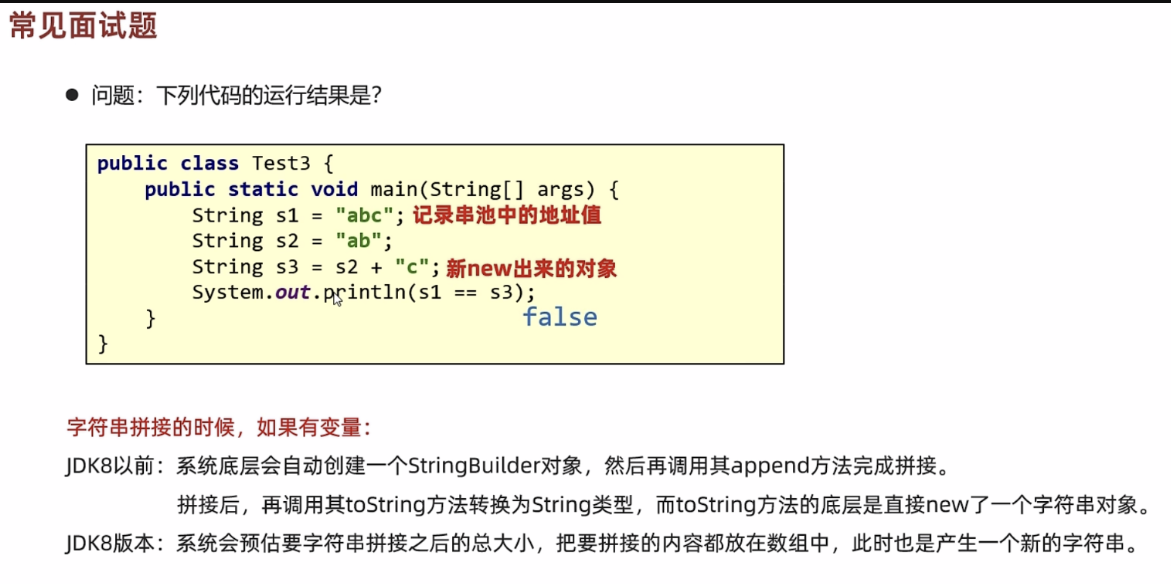 常见面试题
● 问题：下列代码的运行结果是?
public class Test3 {
public static void main(String[] args) {
String s1 = "abc"; 记录串池中的地址值
String s2 = "ab";
String s3 = s2 + "c"; 新new出来的对象
System.out.println(s1 == s3);
} false
}
字符串拼接的时候，如果有变量：
JDK8以前：系统底层会自动创建一个StringBuilder对象，然后再调用其append方法完成拼接。
拼接后，再调用其toString方法转换为String类型，而toString方法的底层是直接new了一个字符串对象。
JDK8版本：系统会预估要字符串拼接之后的总大小，把要拼接的内容都放在数组中，此时也是产生一个新的字符串。